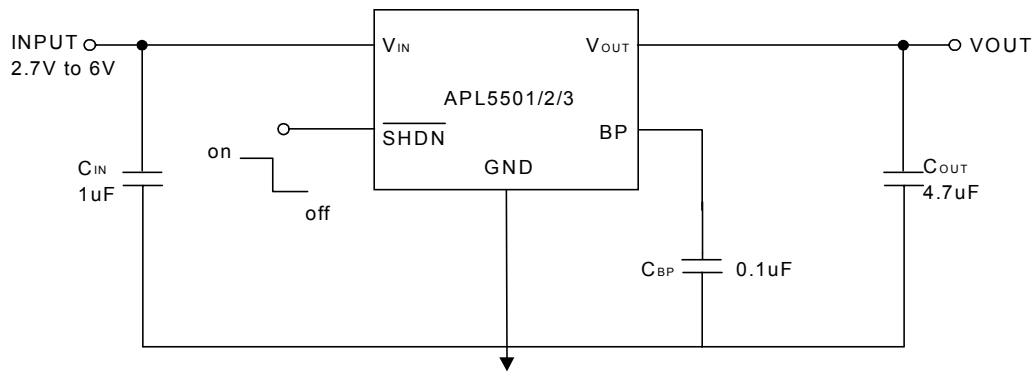 INPUT
2.7V to 6V
VIN
VOUT
VOUT
APL5501/2/3
SHDN
BP
on
off
GND
CIN
1uF
COUT
4.7uF
CBP
0.1uF